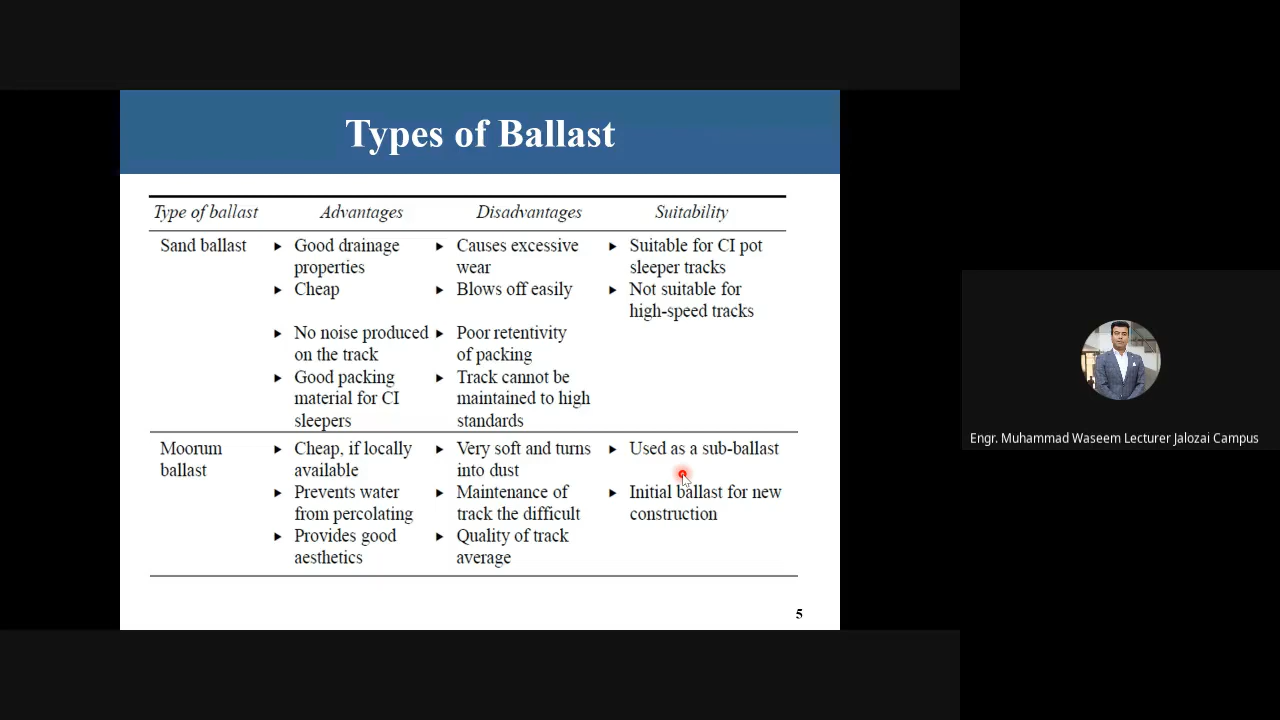 Types of Ballast
Type of ballast Advantages Disadvantages Suitability
Sand ballast ► Good drainage ► Causes excessive ► Suitable for CI pot
properties wear sleeper tracks
► Cheap ► Blows off easily ► Not suitable for
high-speed tracks
► No noise produced ► Poor retentivity
on the track of packing
► Good packing ► Track cannot be
material for CI maintained to high
sleepers standards
Moorum ► Cheap, if locally ► Very soft and turns ► Used as a sub-ballast
ballast available into dust
► Prevents water ► Maintenance of ► Initial ballast for new
from percolating track the difficult construction
► Provides good ► Quality of track
aesthetics average
5
Engr. Muhammad Waseem Lecturer Jalozai Campus